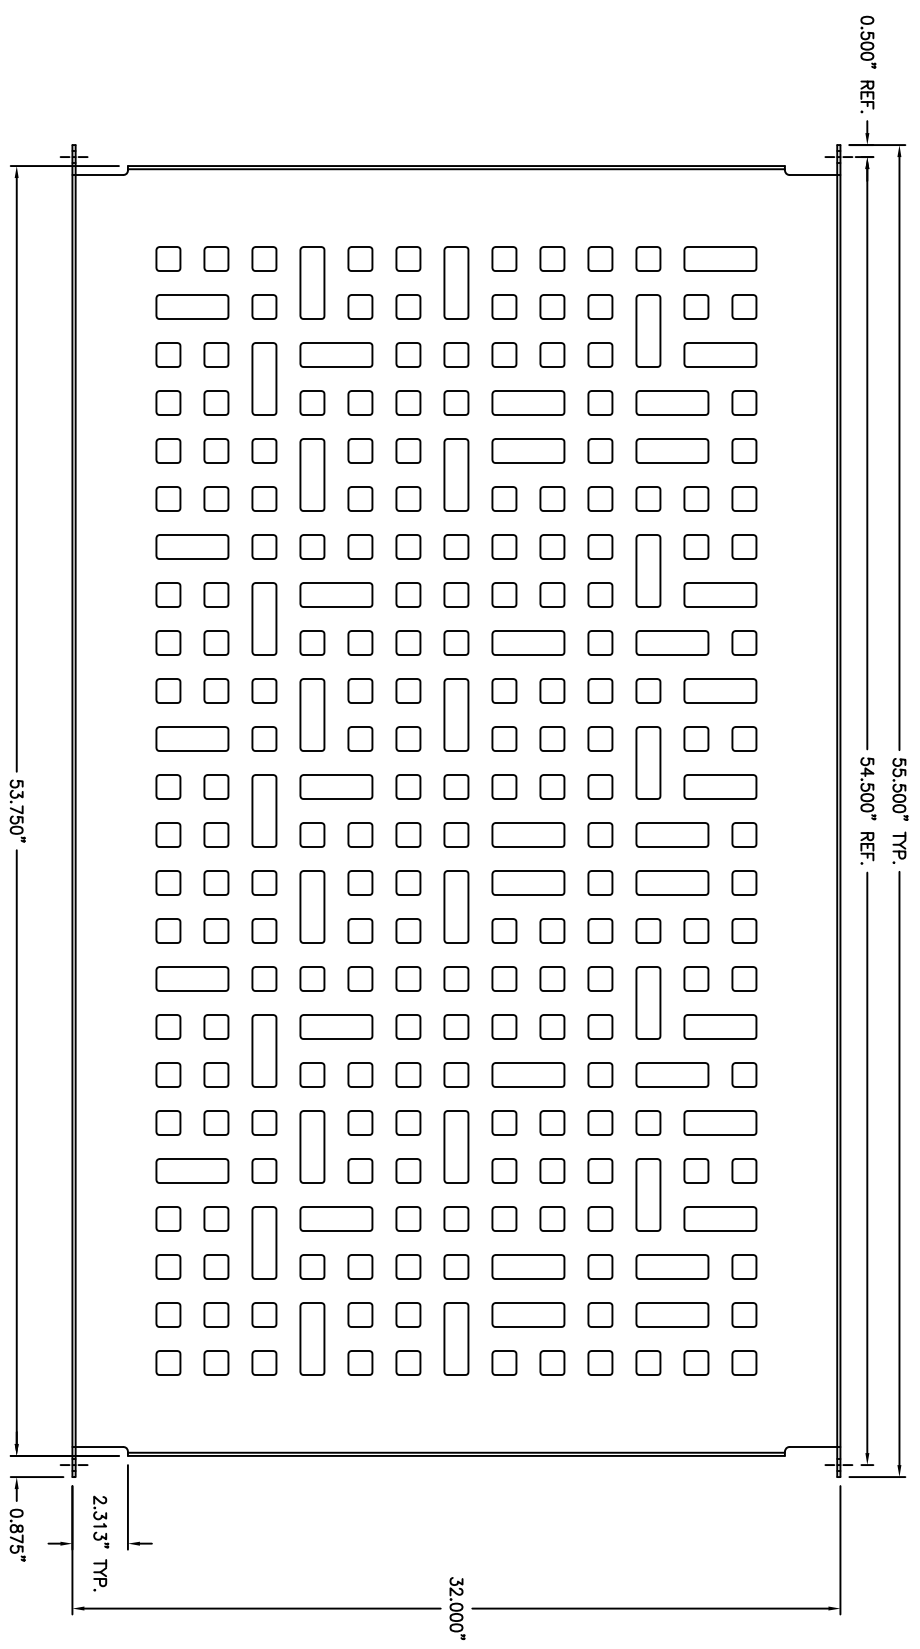 0.500" REF.
55.500" TYP.
54.500" REF.
53.750"
0.875"
2.313" TYP.
32.000"